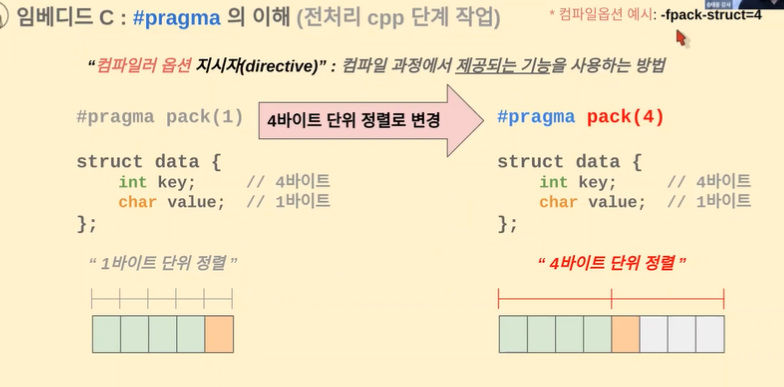 임베디드 C : #pragma 의 이해 (전처리 cpp 단계 작업)
* 컴파일옵션 예시: -fpack-struct=4
“컴파일러 옵션 지시자(directive)” : 컴파일 과정에서 제공되는 기능을 사용하는 방법
#pragma pack(1)
4바이트 단위 정렬로 변경
#pragma pack(4)
struct data {
int key; // 4바이트
char value; // 1바이트
};
“ 1바이트 단위 정렬 ”
struct data {
int key; // 4바이트
char value; // 1바이트
};
“ 4바이트 단위 정렬 ”